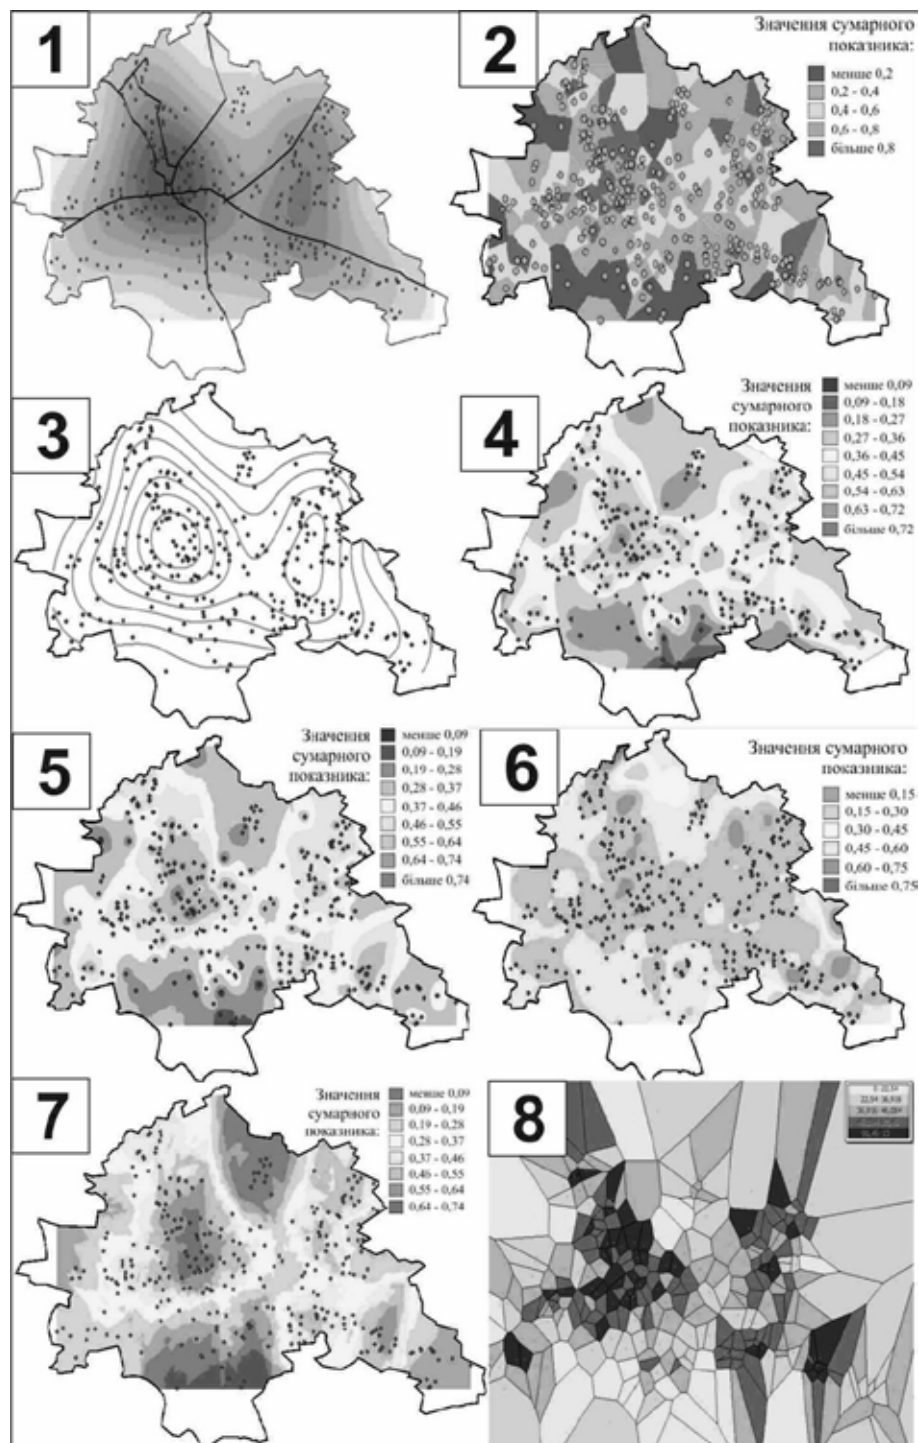 1
2
Значення сумарного
показника:
менше 0,2
0,2 - 0,4
0,4 - 0,6
0,6 - 0,8
більше 0,8
3
4
Значення
сумарного
показника:
менше 0,09
0,09 - 0,18
0,18 - 0,27
0,27 - 0,36
0,36 - 0,45
0,45 - 0,54
0,54 - 0,63
0,63 - 0,72
більше 0,72
5
Значення
сумарного
показника:
менше 0,09
0,09 - 0,19
0,19 - 0,28
0,28 - 0,37
0,37 - 0,46
0,46 - 0,55
0,55 - 0,64
0,64 - 0,74
більше 0,74
6
Значення сумарного
показника:
менше 0,15
0,15 - 0,30
0,30 - 0,45
0,45 - 0,60
0,60 - 0,75
більше 0,75
7
Значення
сумарного
показника:
менше 0,09
0,09 - 0,19
0,19 - 0,28
0,28 - 0,37
0,37 - 0,46
0,46 - 0,55
0,55 - 0,64
0,64 - 0,74
8